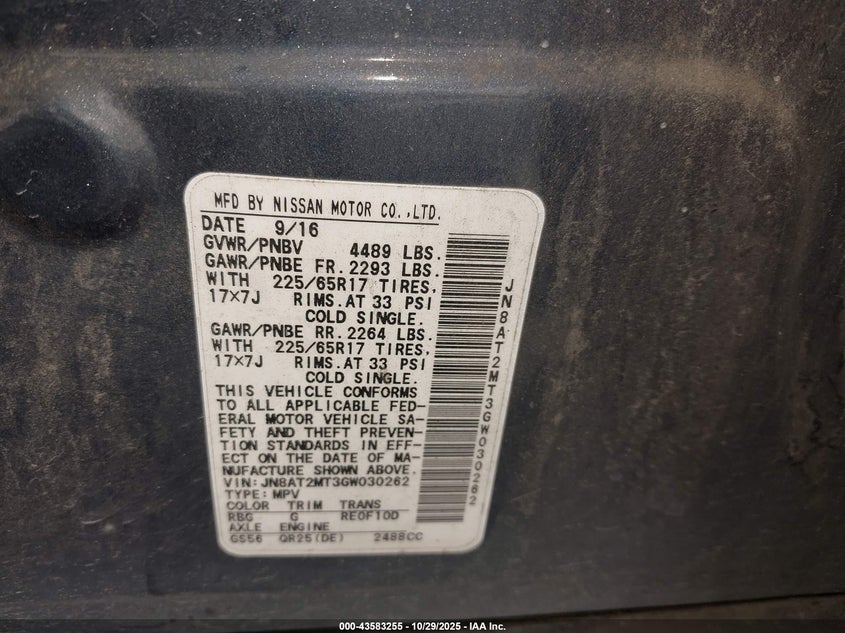 MFD BY NISSAN MOTOR CO.,LTD.
DATE 9/16
GVWR/PNBV 4489 LBS.
GAWR/PNBE FR. 2293 LBS.
WITH 225/65R17 TIRES,
17×7J RIMS.AT 33 PSI
COLD SINGLE.
GAWR/PNBE RR. 2264 LBS.
WITH 225/65R17 TIRES,
17×7J RIMS.AT 33 PSI
COLD SINGLE.
THIS VEHICLE CONFORMS
TO ALL APPLICABLE FED-
ERAL MOTOR VEHICLE SA-
FETY AND THEFT PREVEN-
TION STANDARDS IN EFF-
ECT ON THE DATE OF MA-
NUFACTURE SHOWN ABOVE.
VIN:JN8AT2MT3GW030262
TYPE:MPV
COLOR TRIM TRANS
RBG G RE0F10D
AXLE ENGINE
GS56 QR25(DE) 2488CC
JN8AT2MT3GW030262
000-43583255 - 10/29/2025 - IAA Inc.